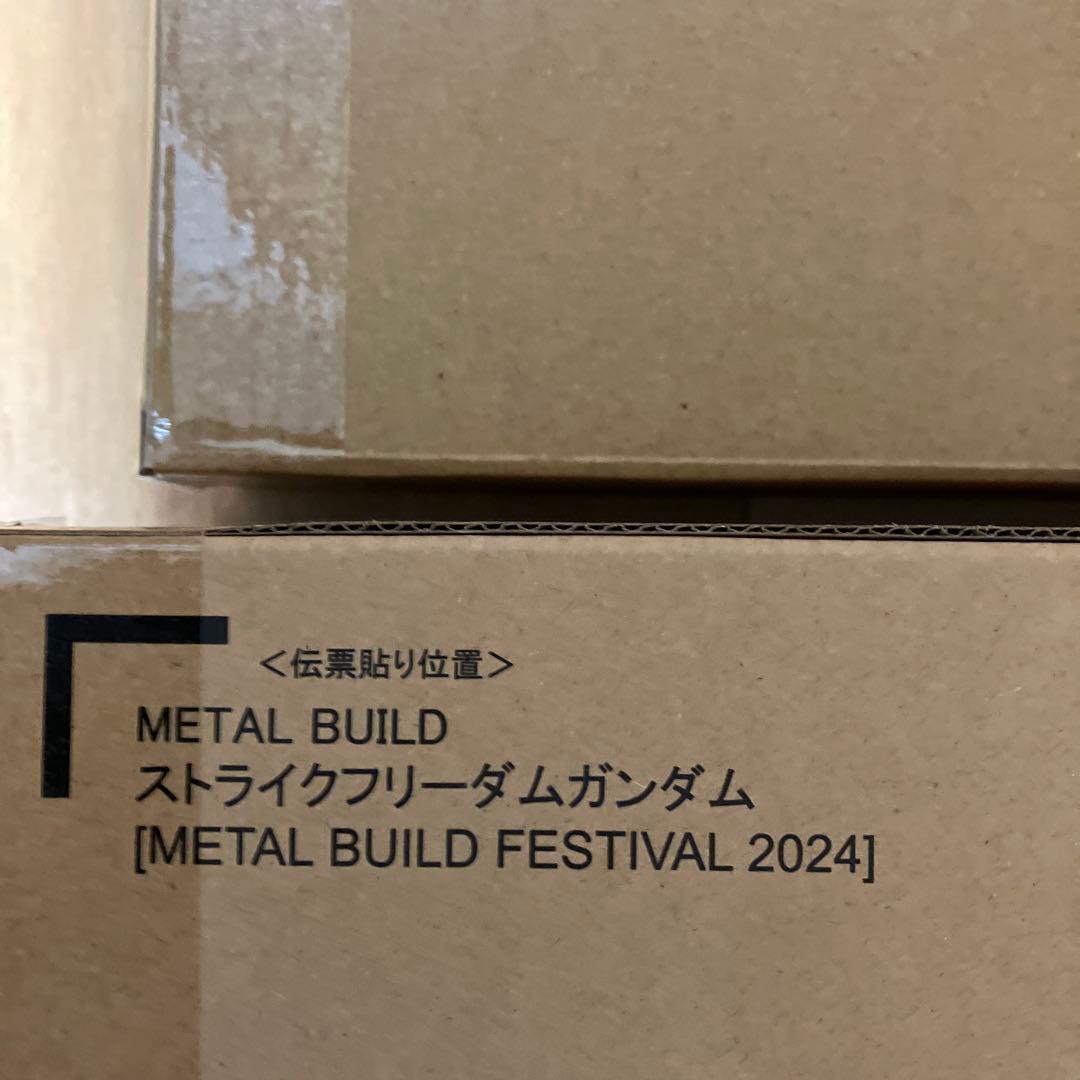 ＜伝票貼り位置＞
METAL BUILD
ストライクフリーダムガンダム
[METAL BUILD FESTIVAL 2024]